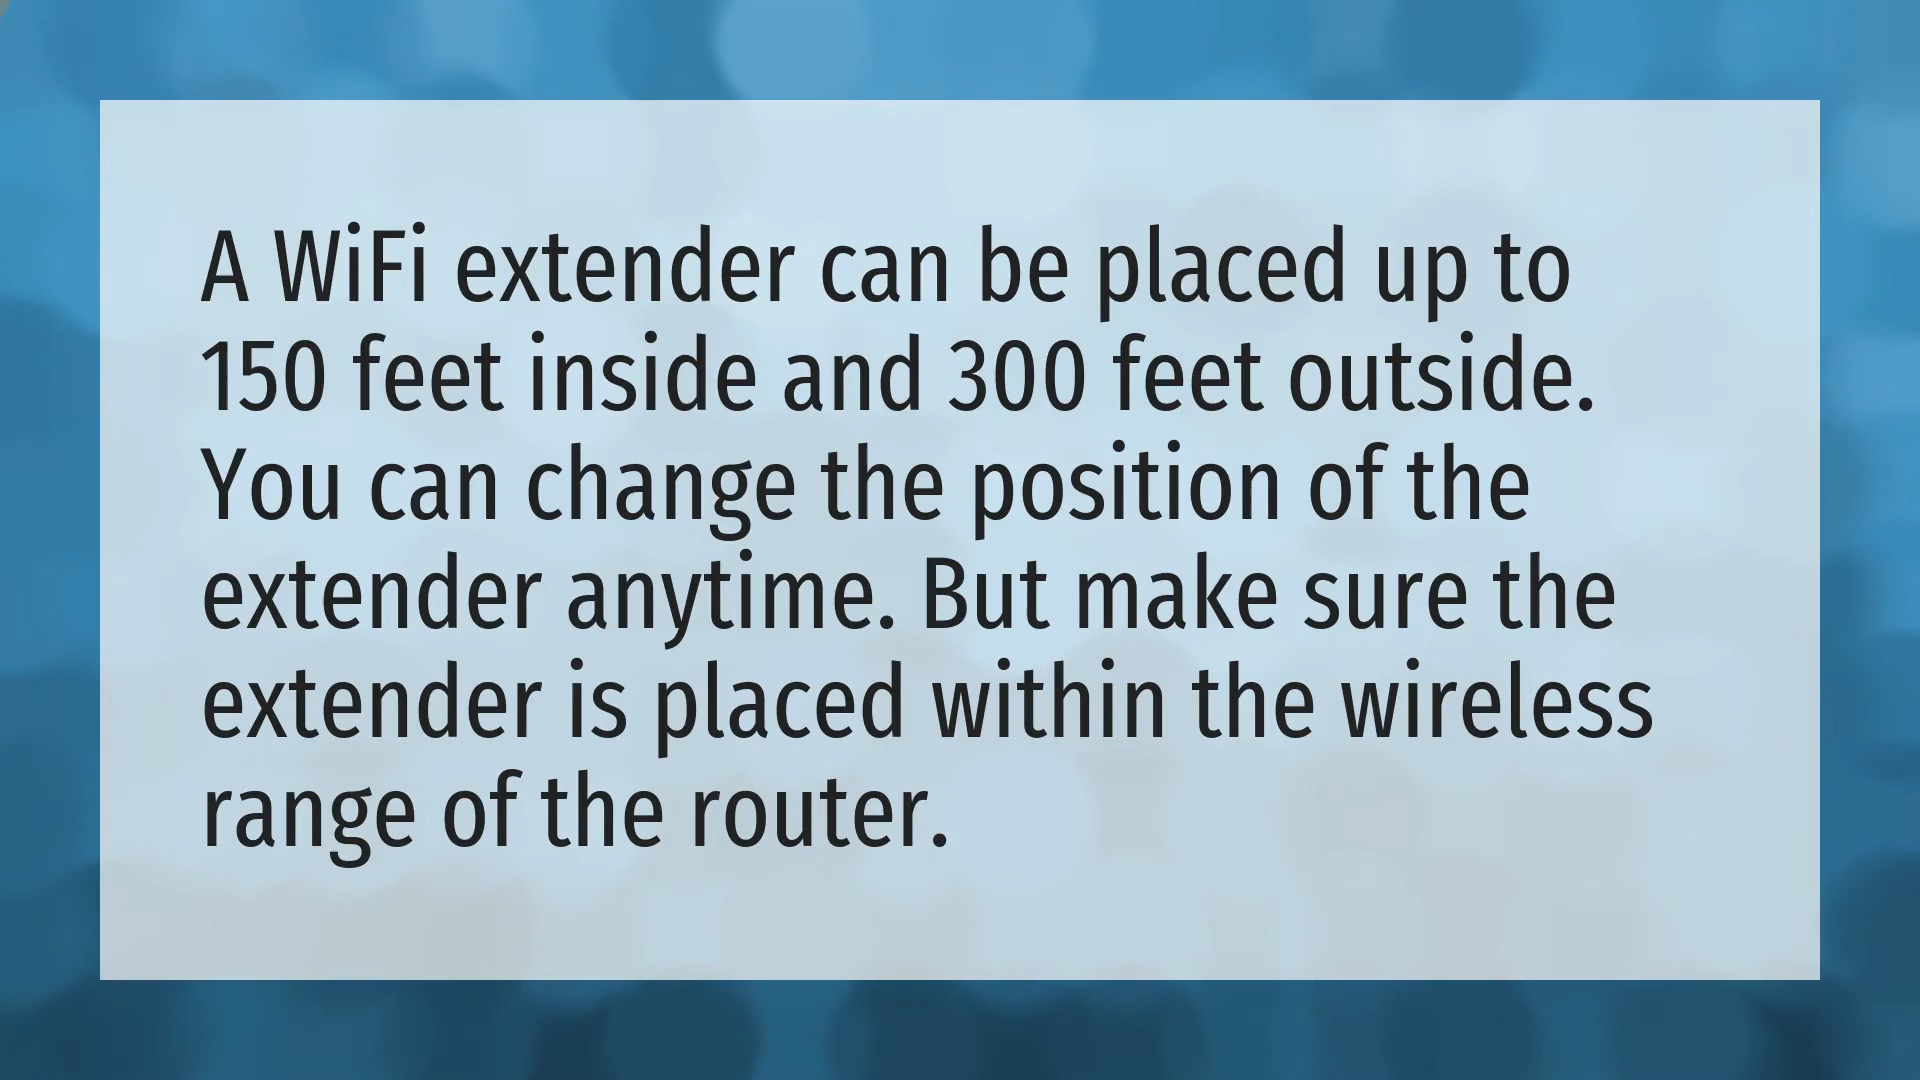 A WiFi extender can be placed up to
150 feet inside and 300 feet outside.
You can change the position of the
extender anytime. But make sure the
extender is placed within the wireless
range of the router.